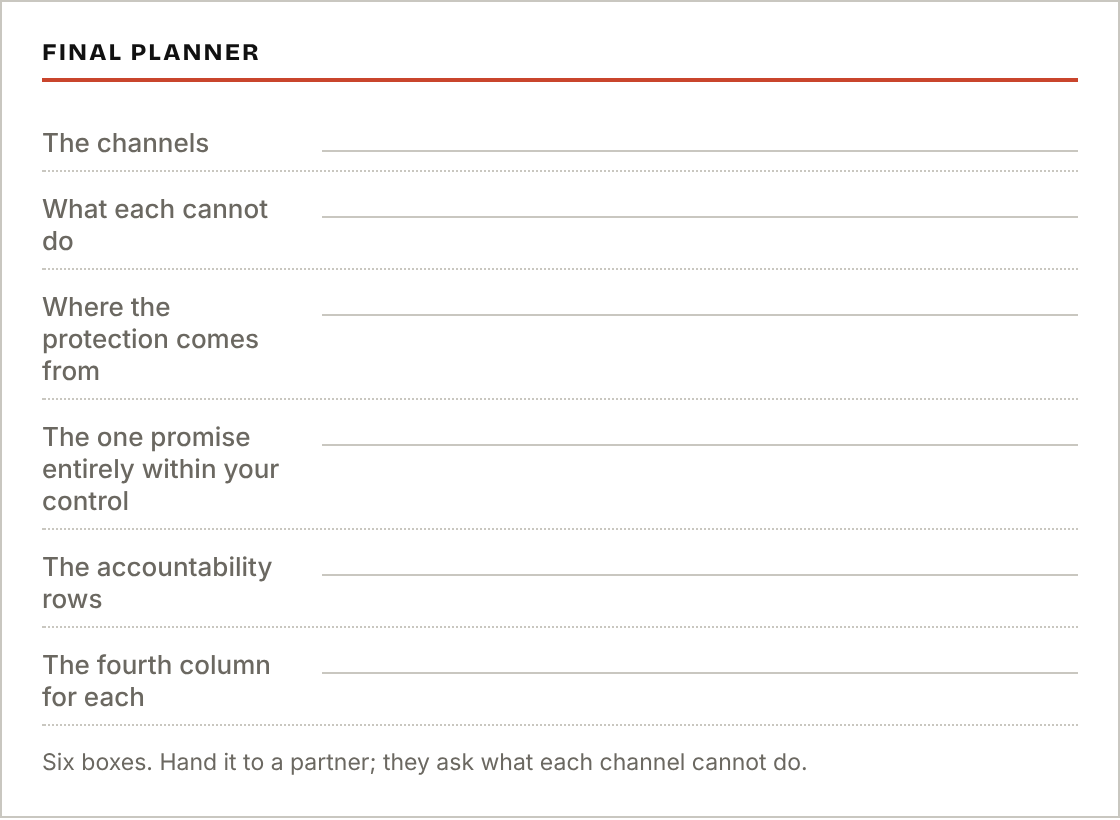 FINAL PLANNER
The channels
What each cannot
do
Where the
protection comes
from
The one promise
entirely within your
control
The accountability
rows
The fourth column
for each
Six boxes. Hand it to a partner; they ask what each channel cannot do.